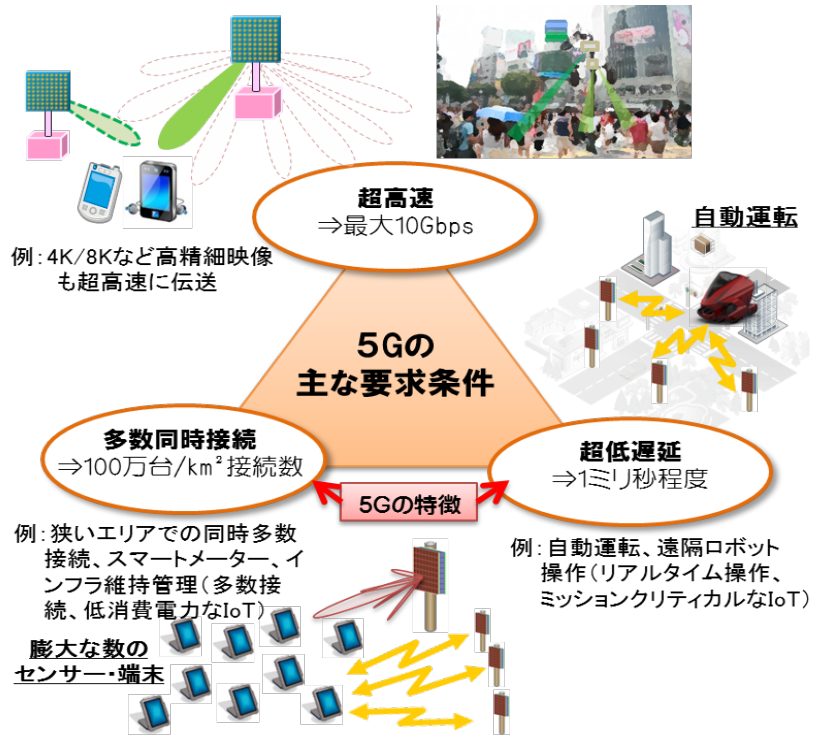 超高速
⇒最大10Gbps
例：4K/8Kなど高精細映像
も超高速に伝送
自動運転
5Gの
主な要求条件
多数同時接続
⇒100万台/km²接続数
超低遅延
⇒1ミリ秒程度
5Gの特徴
例：狭いエリアでの同時多数
接続、スマートメーター、イ
ンフラ維持管理（多数接
続、低消費電力なIoT）
例：自動運転、遠隔ロボット
操作（リアルタイム操作、
ミッションクリティカルなIoT）
膨大な数の
センサー・端末